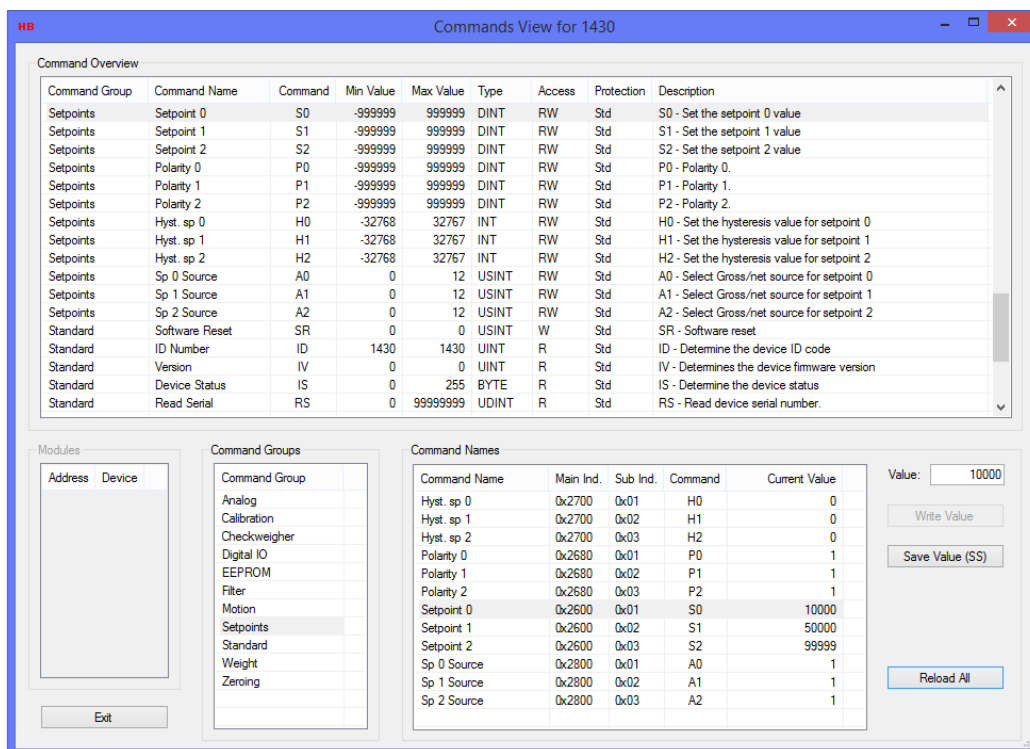 HB Commands View for 1430
Command Overview
Command Group Command Name Command Min Value Max Value Type Access Protection Description
Setpoints Setpoint 0 S0 -999999 999999 DINT RW Std S0 - Set the setpoint 0 value
Setpoints Setpoint 1 S1 -999999 999999 DINT RW Std S1 - Set the setpoint 1 value
Setpoints Setpoint 2 S2 -999999 999999 DINT RW Std S2 - Set the setpoint 2 value
Setpoints Polarity 0 P0 -999999 999999 DINT RW Std P0 - Polarity 0.
Setpoints Polarity 1 P1 -999999 999999 DINT RW Std P1 - Polarity 1.
Setpoints Polarity 2 P2 -999999 999999 DINT RW Std P2 - Polarity 2.
Setpoints Hyst. sp 0 H0 -32768 32767 INT RW Std H0 - Set the hysteresis value for setpoint 0
Setpoints Hyst. sp 1 H1 -32768 32767 INT RW Std H1 - Set the hysteresis value for setpoint 1
Setpoints Hyst. sp 2 H2 -32768 32767 INT RW Std H2 - Set the hysteresis value for setpoint 2
Setpoints Sp 0 Source A0 0 12 USINT RW Std A0 - Select Gross/net source for setpoint 0
Setpoints Sp 1 Source A1 0 12 USINT RW Std A1 - Select Gross/net source for setpoint 1
Setpoints Sp 2 Source A2 0 12 USINT RW Std A2 - Select Gross/net source for setpoint 2
Standard Software Reset SR 0 0 USINT W Std SR - Software reset
Standard ID Number ID 1430 1430 UINT R Std ID - Determine the device ID code
Standard Version IV 0 0 UINT R Std IV - Determines the device firmware version
Standard Device Status IS 0 255 BYTE R Std IS - Determine the device status
Standard Read Serial RS 0 99999999 UDINT R Std RS - Read device serial number.
Modules
Address Device
Exit
Command Groups
Command Group
Analog
Calibration
Checkweigher
Digital IO
EEPROM
Filter
Motion
Setpoints
Standard
Weight
Zeroing
Command Names
Command Name Main Ind. Sub Ind. Command Current Value
Hyst. sp 0 0x2700 0x01 H0 0
Hyst. sp 1 0x2700 0x02 H1 0
Hyst. sp 2 0x2700 0x03 H2 0
Polarity 0 0x2680 0x01 P0 1
Polarity 1 0x2680 0x02 P1 1
Polarity 2 0x2680 0x03 P2 1
Setpoint 0 0x2600 0x01 S0 10000
Setpoint 1 0x2600 0x02 S1 50000
Setpoint 2 0x2600 0x03 S2 99999
Sp 0 Source 0x2800 0x01 A0 1
Sp 1 Source 0x2800 0x02 A1 1
Sp 2 Source 0x2800 0x03 A2 1
Value: 10000
Write Value
Save Value (SS)
Reload All